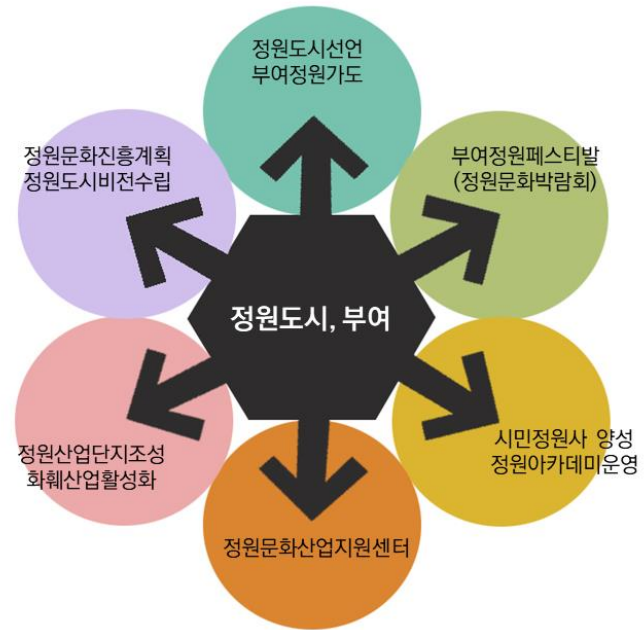 정원도시선언
부여정원가도
정원문화진흥계획
정원도시비전수립
부여정원페스티발
(정원문화박람회)
정원도시, 부여
정원산업단지조성
화훼산업활성화
시민정원사 양성
정원아카데미운영
정원문화산업지원센터